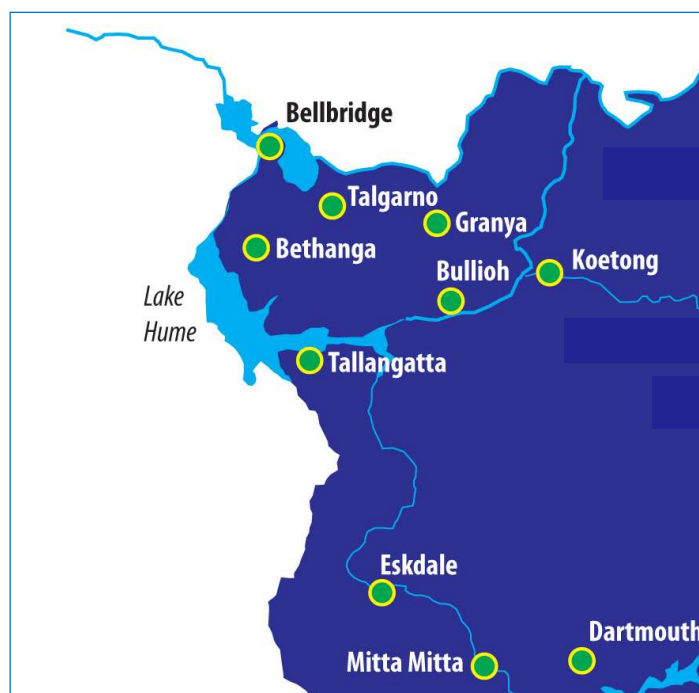 Bellbridge
Talgarno
Granya
Bethanga
Koetong
Bullioh
Lake
Hume
Tallangatta
Eskdale
Dartmouth
Mitta Mitta